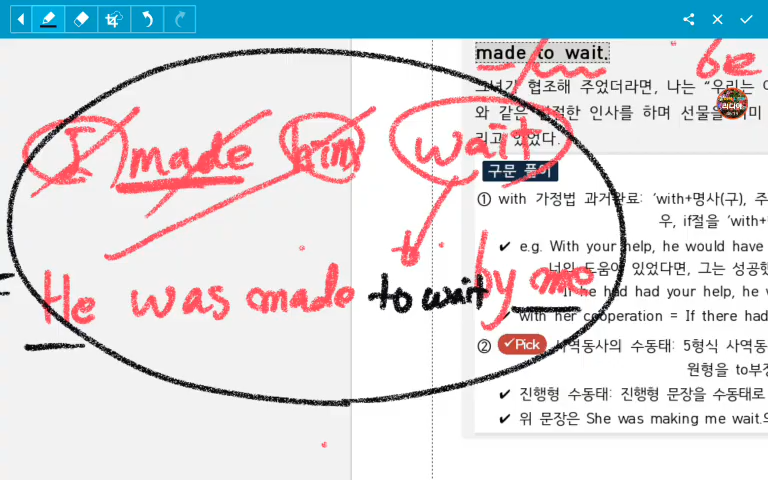 made to wait.
be
그녀가 협조해 주었더라면, 나는 “우리는
와 같은 적절한 인사를 하며 선물을
리고 있었다.
I made him wait
구문 풀이
① with 가정법 과거완료: ‘with+명사(구), 주
우, if절을 ‘with+
✔ e.g. With your help, he would have
너의 도움이 있었다면, 그는 성공했
If he had had your help, he w
He was made to wait by me
✔ with her cooperation = If there had
② ✔Pick 사역동사의 수동태: 5형식 사역동
원형을 to부정
✔ 진행형 수동태: 진행형 문장을 수동태로
✔ 위 문장은 She was making me wait.의